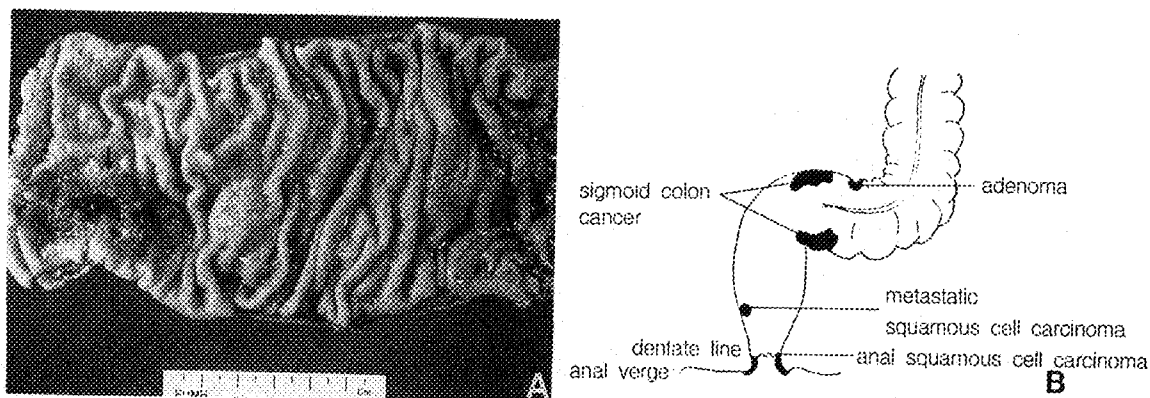 A
sigmoid colon
cancer
adenoma
metastatic
squamous cell carcinoma
dentate line
anal squamous cell carcinoma
anal verge
B